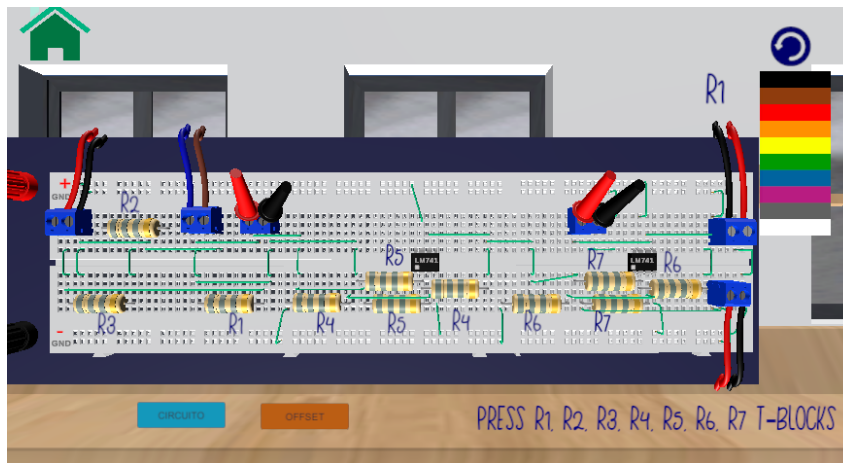 R1
+
GND
R2
R5
LM741
R7
LM741
R6
R3
R1
R4
R5
R4
R6
R7
-
GND
CIRCUITO
OFFSET
PRESS R1, R2, R3, R4, R5, R6, R7 T-BLOCKS